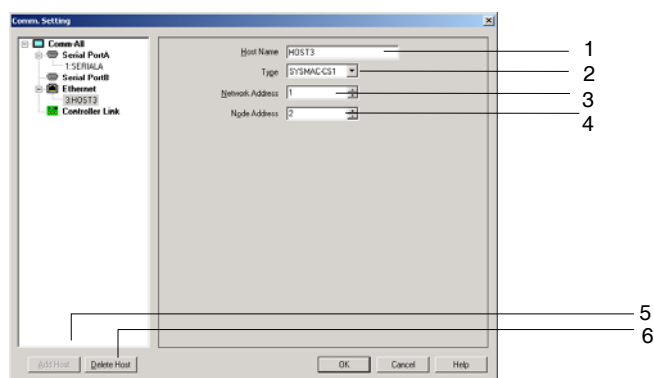 Comm. Setting
Comm-All
Serial PortA
1:SERIALA
Serial PortB
Ethernet
3:HOST3
Controller Link
Host Name HOST3
Type SYSMAC-CS1
Network Address 1
Node Address 2
1
2
3
4
5
6
Add Host Delete Host OK Cancel Help